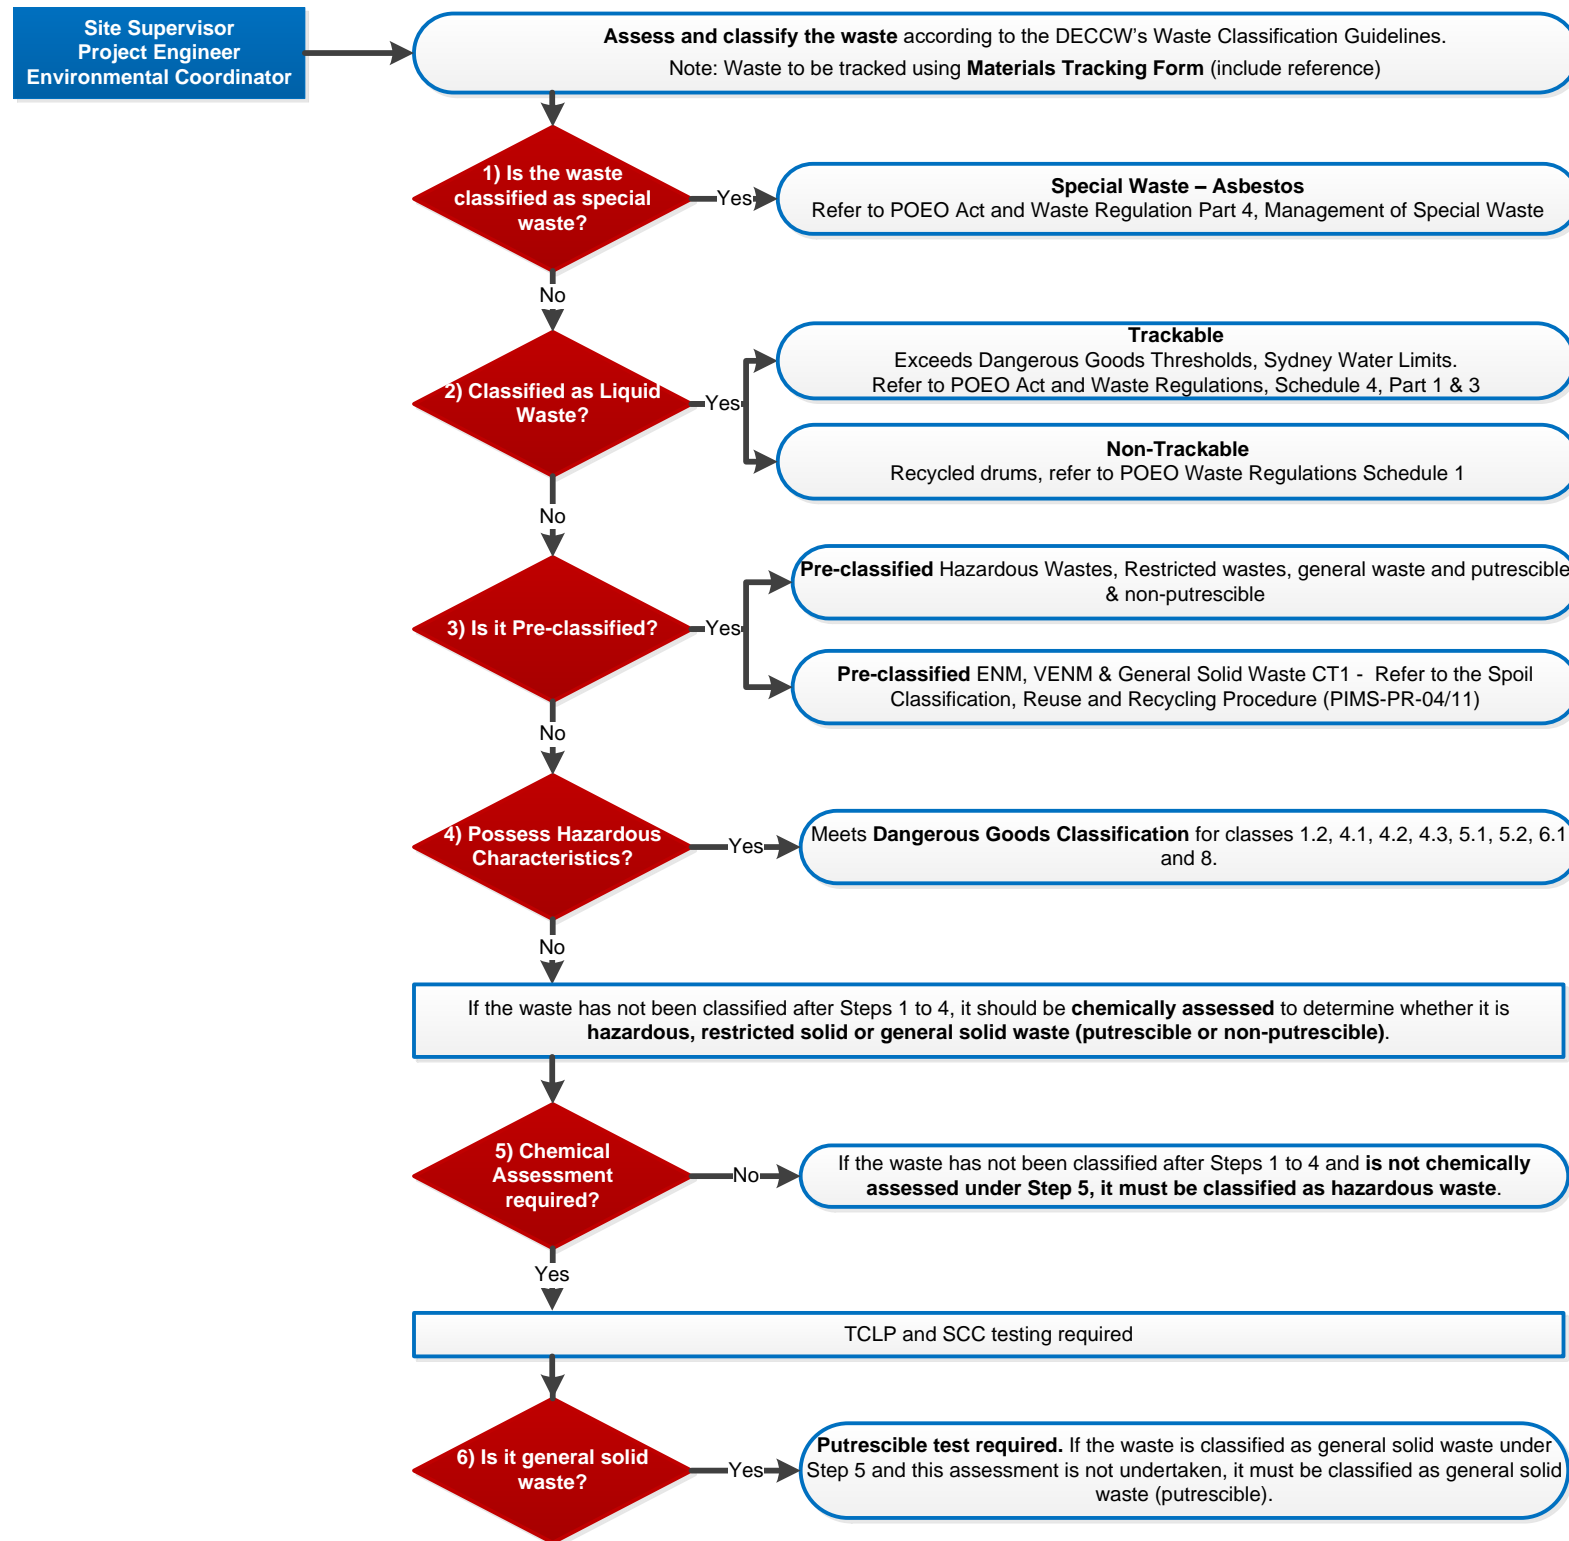 Site Supervisor
Project Engineer
Environmental Coordinator
Assess and classify the waste according to the DECCW's Waste Classification Guidelines.
Note: Waste to be tracked using Materials Tracking Form (include reference)
1) Is the waste
classified as special
waste?
Yes
Special Waste – Asbestos
Refer to POEO Act and Waste Regulation Part 4, Management of Special Waste
No
2) Classified as Liquid
Waste?
Yes
Trackable
Exceeds Dangerous Goods Thresholds, Sydney Water Limits.
Refer to POEO Act and Waste Regulations, Schedule 4, Part 1 & 3
Non-Trackable
Recycled drums, refer to POEO Waste Regulations Schedule 1
No
3) Is it Pre-classified?
Yes
Pre-classified Hazardous Wastes, Restricted wastes, general waste and putrescible
& non-putrescible
Pre-classified ENM, VENM & General Solid Waste CT1 - Refer to the Spoil
Classification, Reuse and Recycling Procedure (PIMS-PR-04/11)
No
4) Possess Hazardous
Characteristics?
Yes
Meets Dangerous Goods Classification for classes 1.2, 4.1, 4.2, 4.3, 5.1, 5.2, 6.1
and 8.
No
If the waste has not been classified after Steps 1 to 4, it should be chemically assessed to determine whether it is
hazardous, restricted solid or general solid waste (putrescible or non-putrescible).
5) Chemical
Assessment
required?
No
If the waste has not been classified after Steps 1 to 4 and is not chemically
assessed under Step 5, it must be classified as hazardous waste.
Yes
TCLP and SCC testing required
6) Is it general solid
waste?
Yes
Putrescible test required. If the waste is classified as general solid waste under
Step 5 and this assessment is not undertaken, it must be classified as general solid
waste (putrescible).